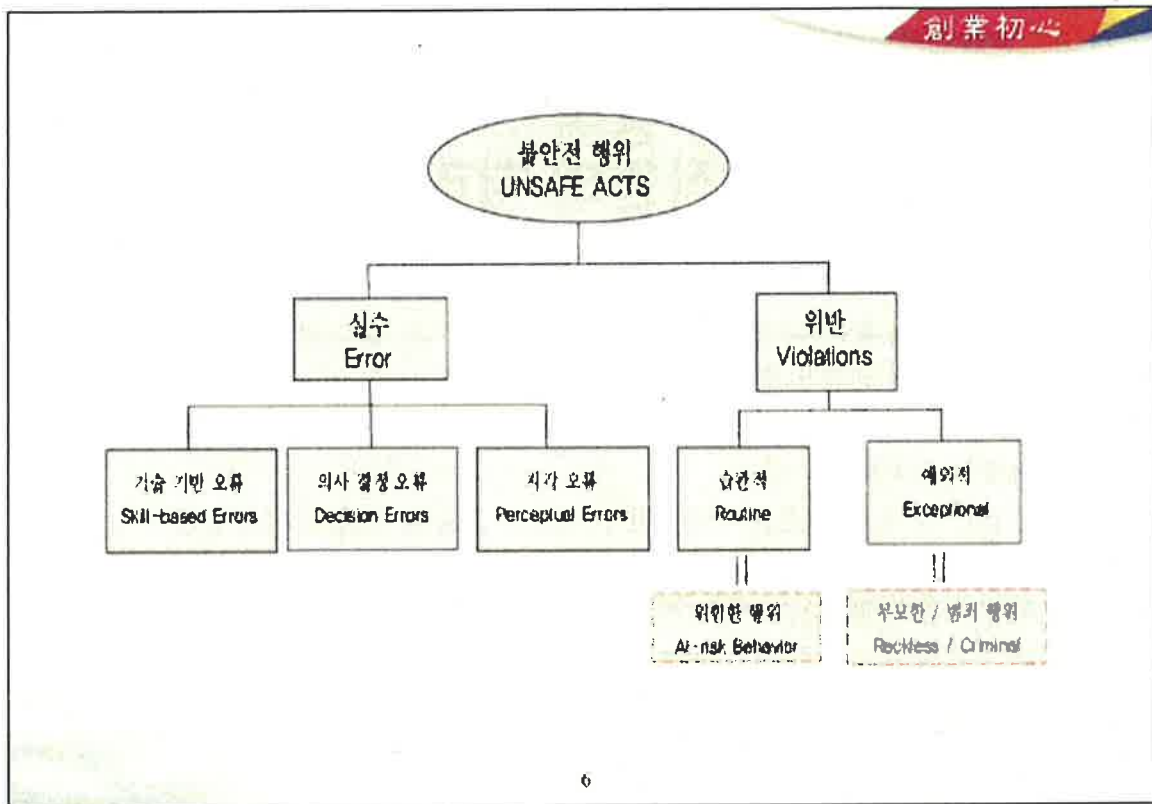 創業初心
불안전 행위
UNSAFE ACTS
실수
Error
위반
Violations
기술 기반 오류
Skill-based Errors
의사 결정 오류
Decision Errors
지각 오류
Perceptual Errors
습관적
Routine
예외적
Exceptional
위험한 행위
At-risk Behavior
무모한 / 범죄 행위
Reckless / Criminal
6